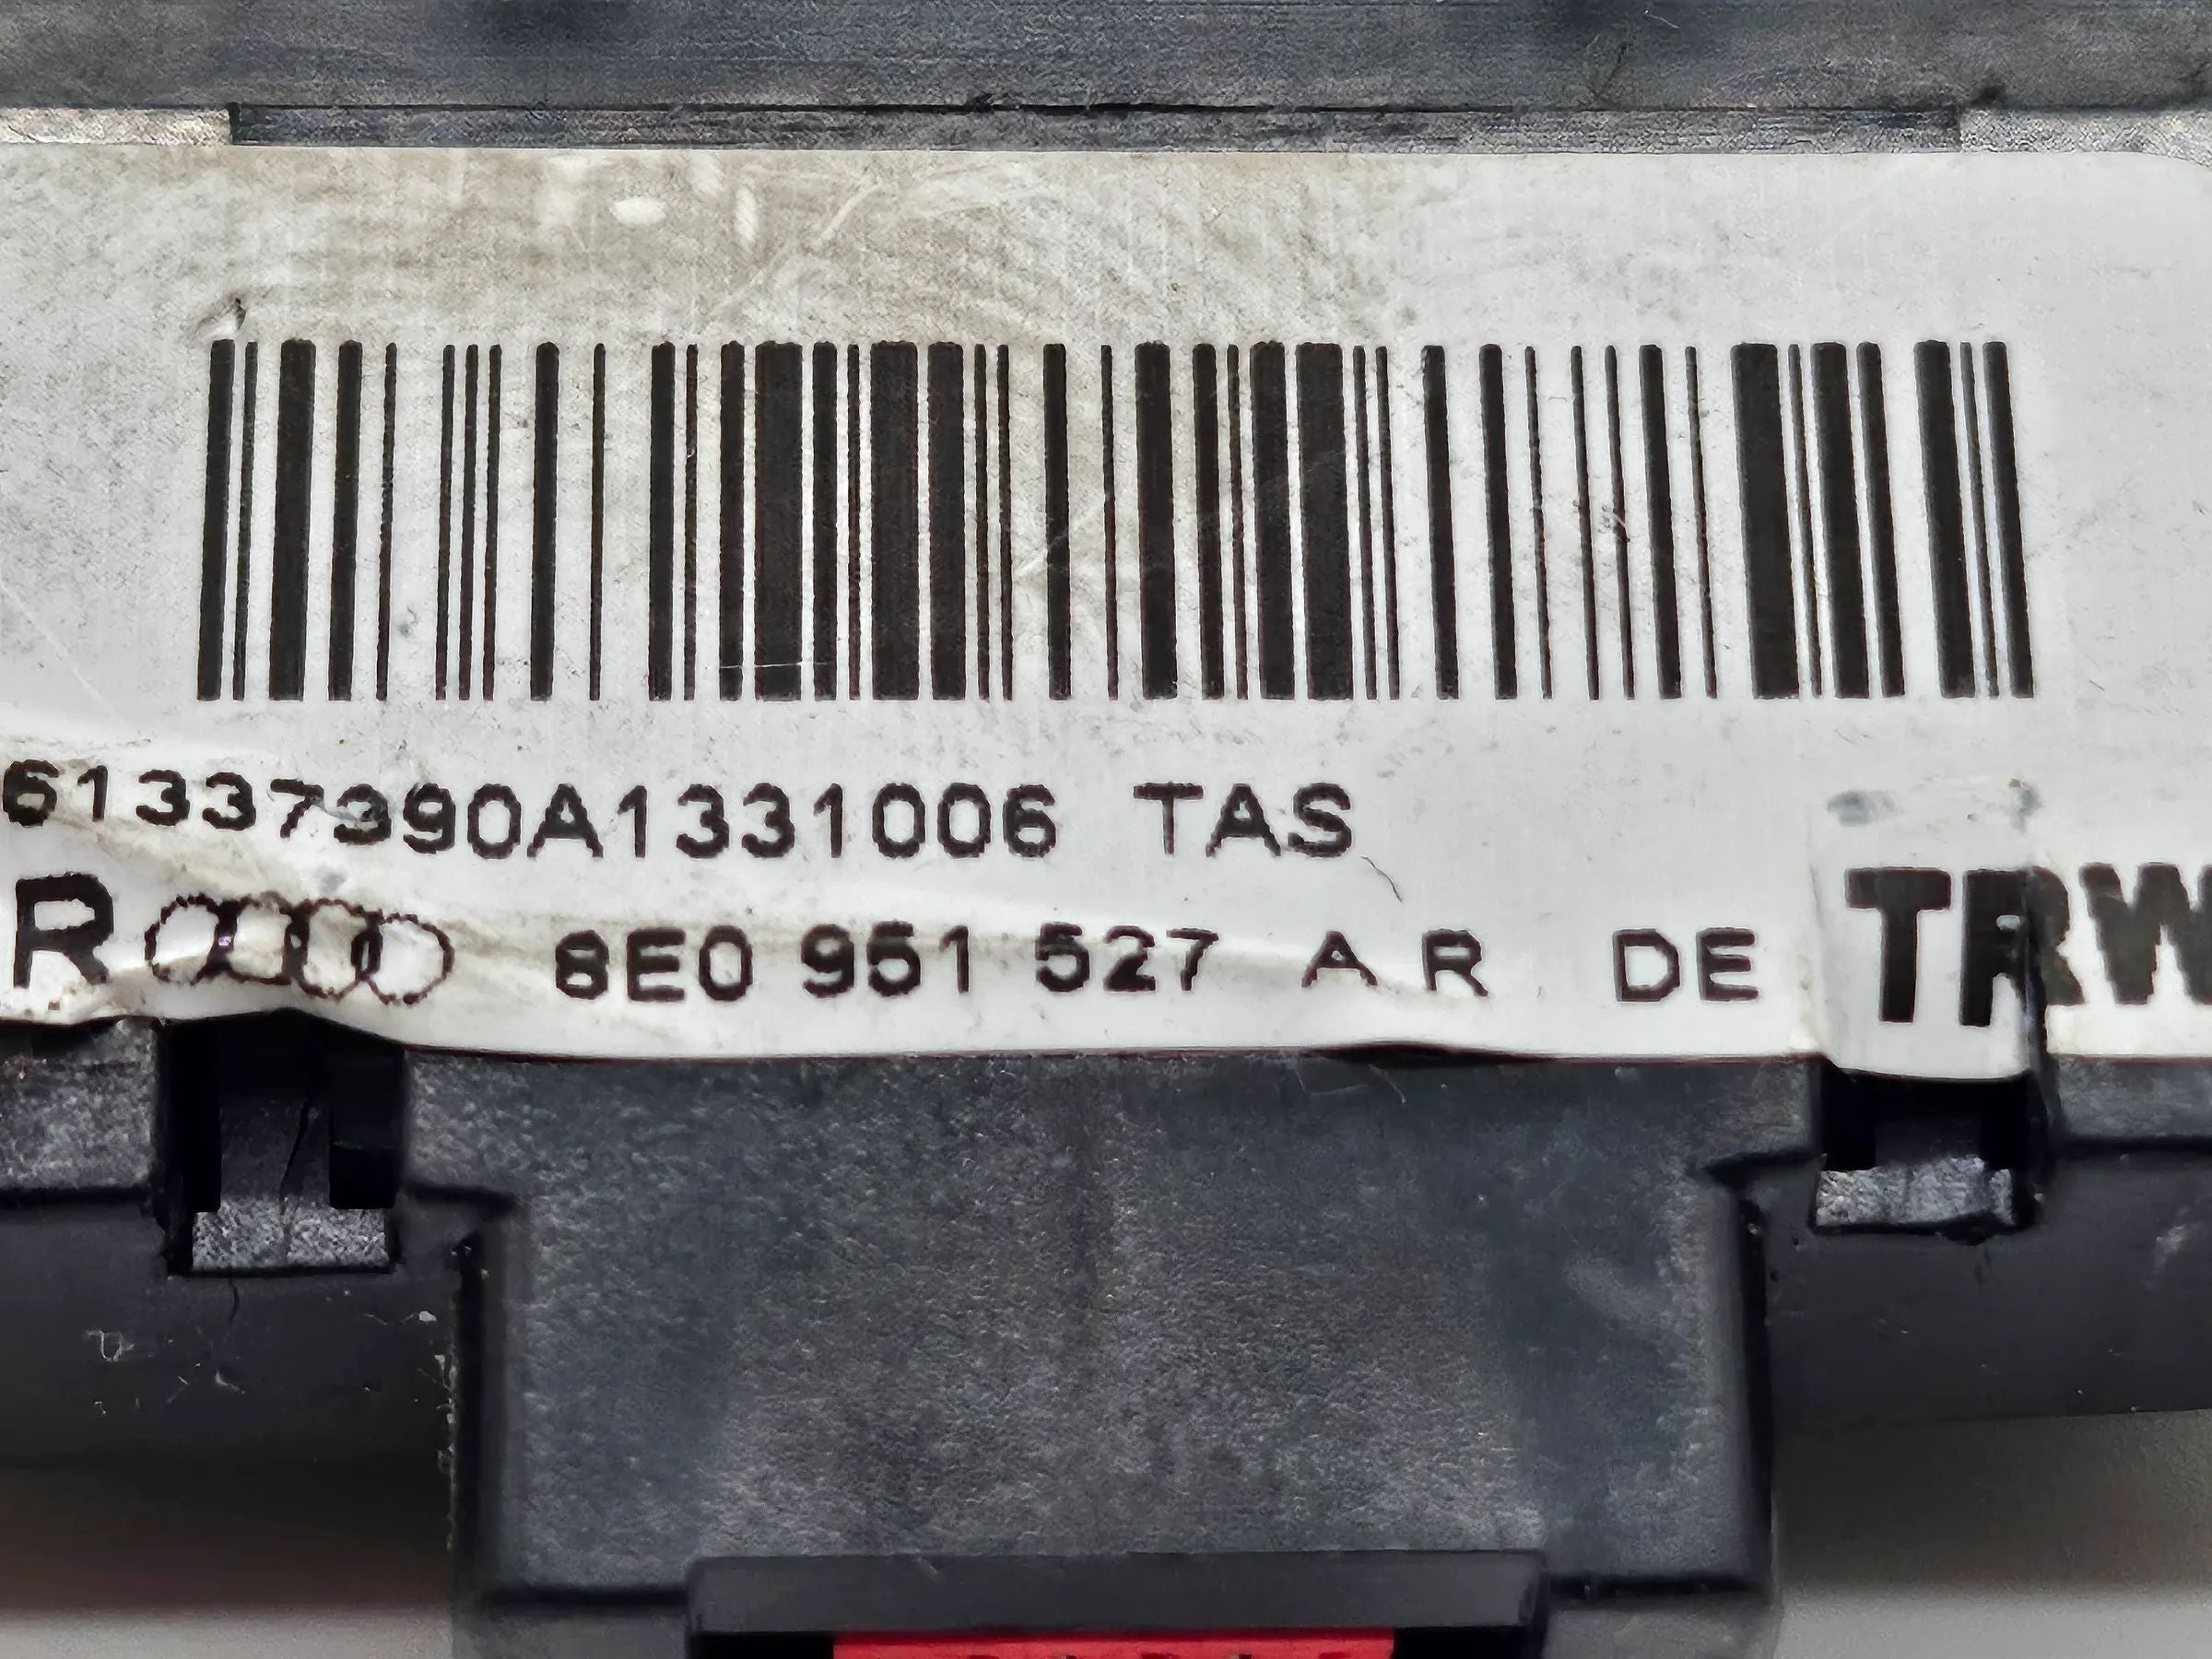 61337390A1331006 TAS
R 8E0 951 527 A R DE TRW